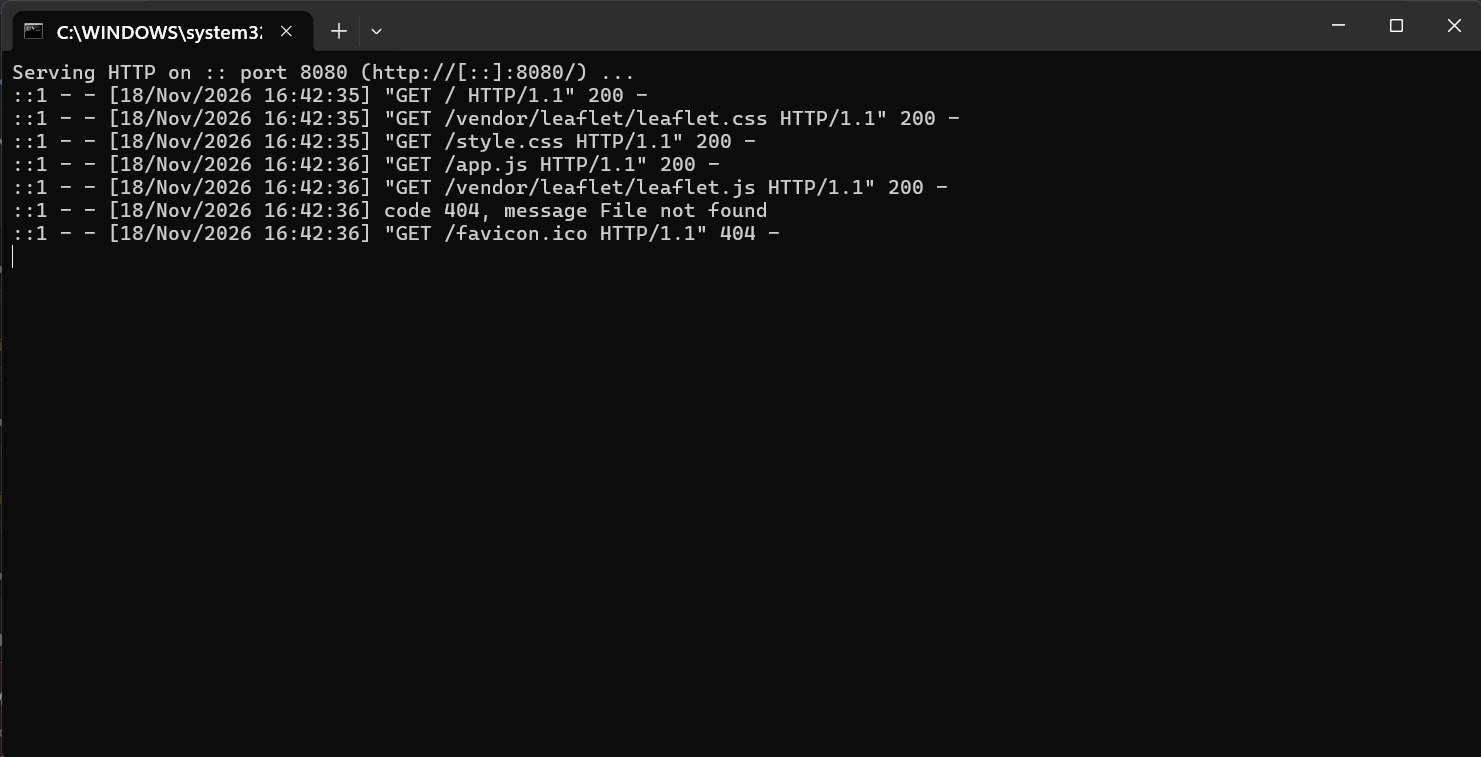 C:\WINDOWS\system32
Serving HTTP on :: port 8080 (http://[::]:8080/) ...
::1 - - [18/Nov/2026 16:42:35] "GET / HTTP/1.1" 200 -
::1 - - [18/Nov/2026 16:42:35] "GET /vendor/leaflet/leaflet.css HTTP/1.1" 200 -
::1 - - [18/Nov/2026 16:42:35] "GET /style.css HTTP/1.1" 200 -
::1 - - [18/Nov/2026 16:42:36] "GET /app.js HTTP/1.1" 200 -
::1 - - [18/Nov/2026 16:42:36] "GET /vendor/leaflet/leaflet.js HTTP/1.1" 200 -
::1 - - [18/Nov/2026 16:42:36] code 404, message File not found
::1 - - [18/Nov/2026 16:42:36] "GET /favicon.ico HTTP/1.1" 404 -